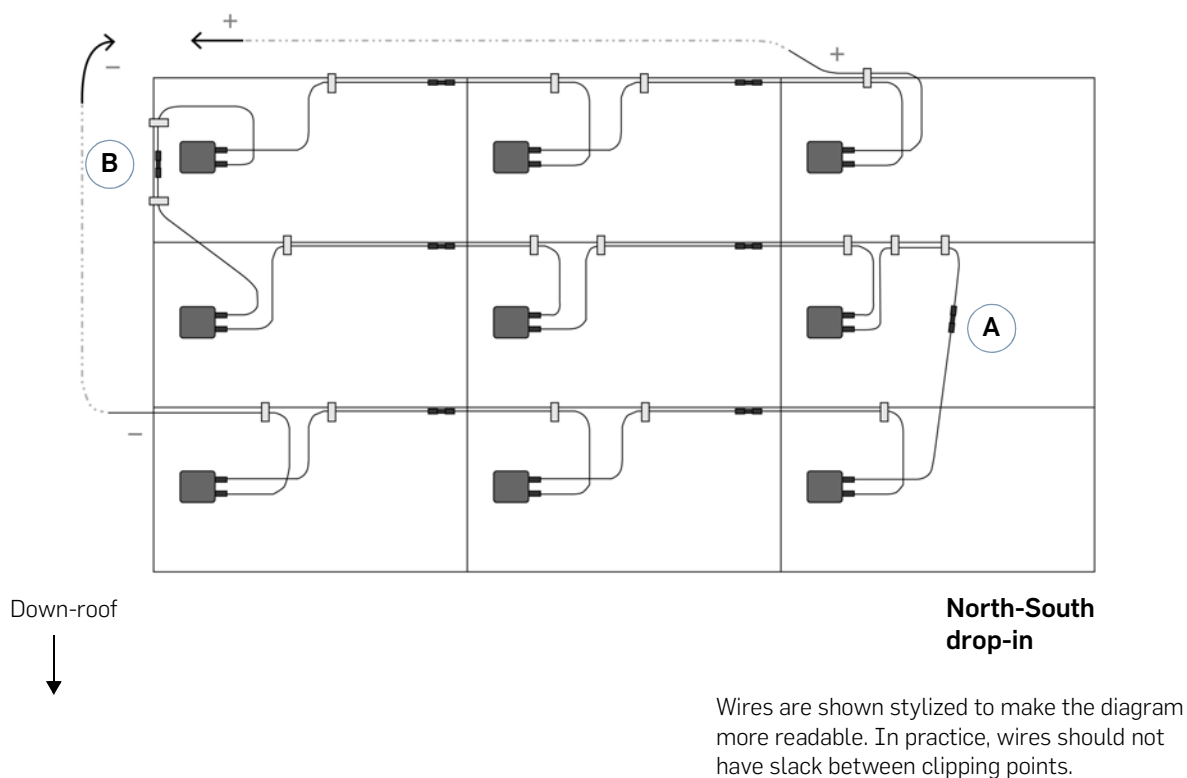 +
−
+
B
A
−
Down-roof
North-South
drop-in
Wires are shown stylized to make the diagram
more readable. In practice, wires should not
have slack between clipping points.